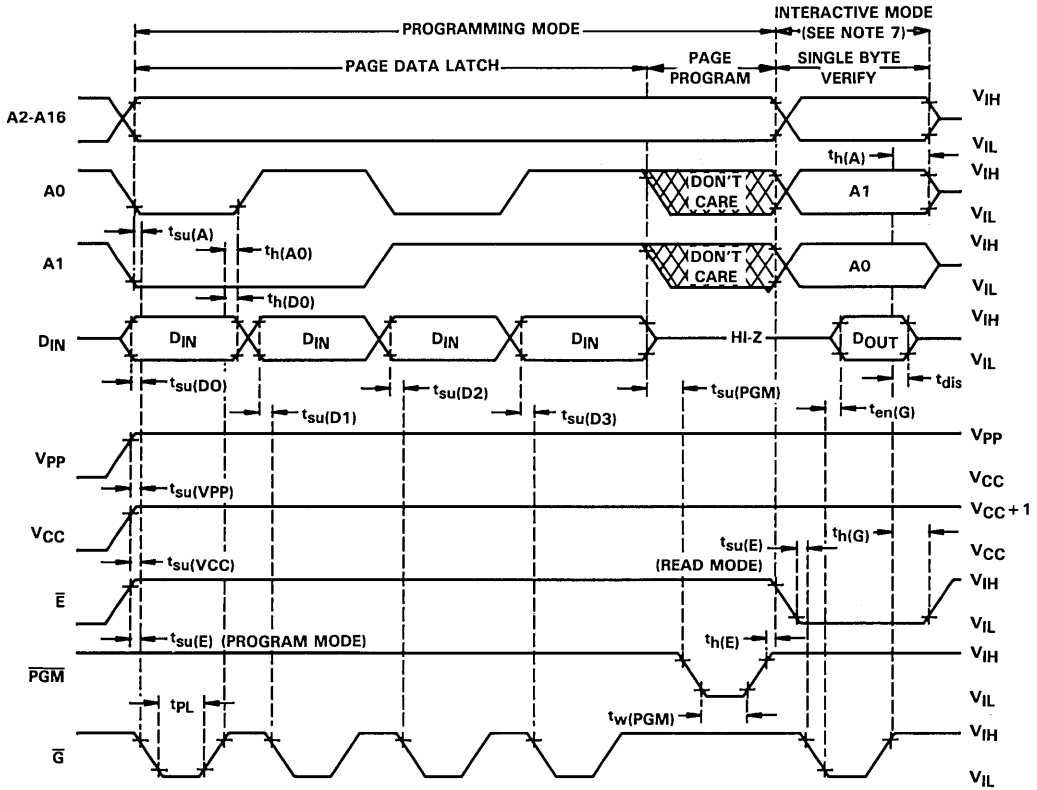 PROGRAMMING MODE
INTERACTIVE MODE
(SEE NOTE 7)
PAGE DATA LATCH
PAGE
PROGRAM
SINGLE BYTE
VERIFY
A2-A16
VIH
VIL
th(A)
A0
DON'T
CARE
A1
VIH
VIL
tsu(A)
th(A0)
A1
DON'T
CARE
A0
VIH
VIL
th(D0)
DIN
DIN
DIN
DIN
DIN
HI-Z
DOUT
VIH
VIL
tsu(D0)
tsu(D1)
tsu(D2)
tsu(D3)
tsu(PGM)
tdis
ten(G)
VPP
VPP
VCC
tsu(VPP)
VCC
VCC+1
VCC
tsu(VCC)
tsu(E)
th(G)
(READ MODE)
E̅
VIH
VIL
tsu(E) (PROGRAM MODE)
th(E)
P̅G̅M̅
VIH
VIL
tPL
tw(PGM)
G̅
VIH
VIL